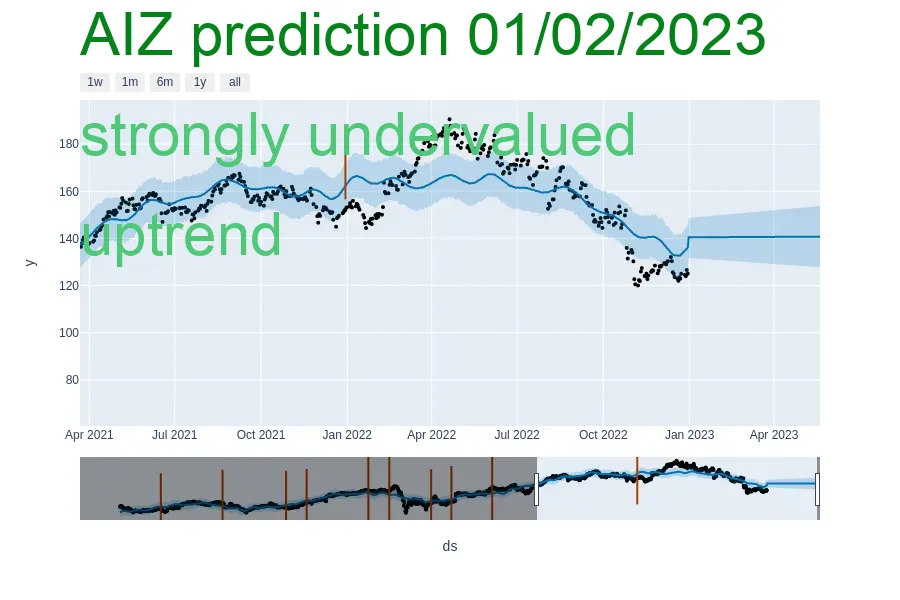 AIZ prediction 01/02/2023
1w 1m 6m 1y all
strongly undervalued
uptrend
180
160
140
120
100
80
y
Apr 2021 Jul 2021 Oct 2021 Jan 2022 Apr 2022 Jul 2022 Oct 2022 Jan 2023 Apr 2023
ds